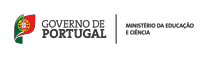 GOVERNO DE
PORTUGAL
MINISTÉRIO DA EDUCAÇÃO
E CIÊNCIA